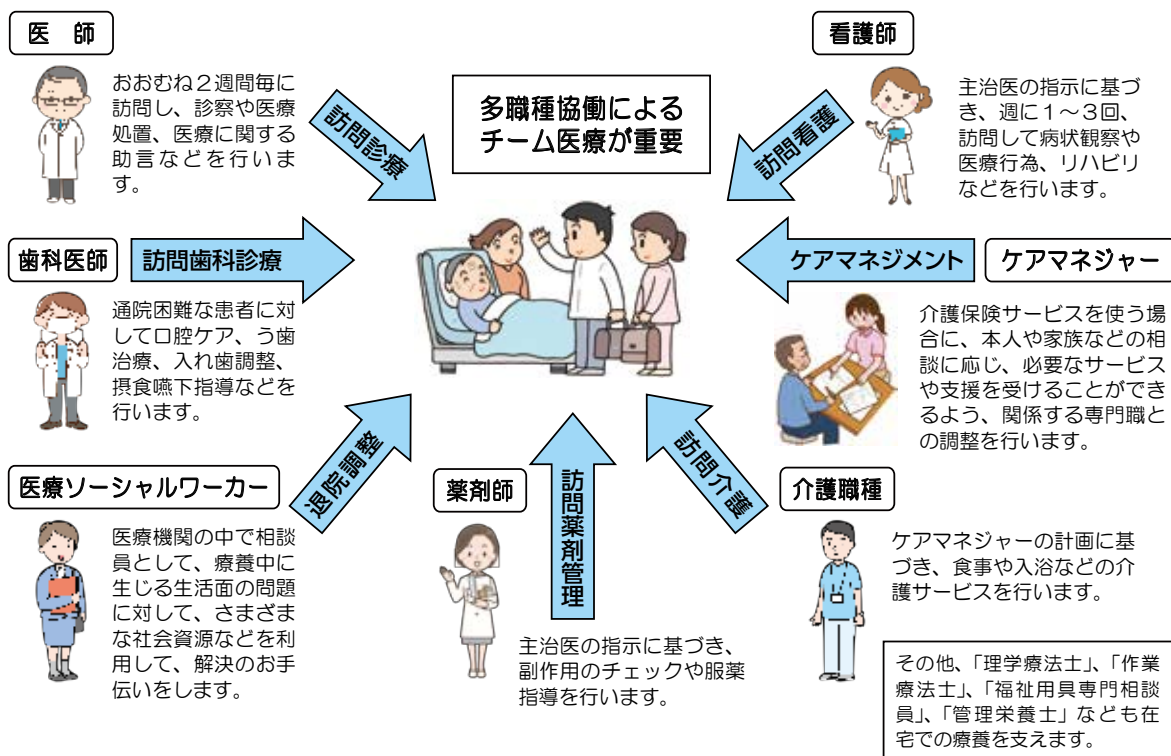 医　師
おおむね２週間毎に
訪問し、診察や医療
処置、医療に関する
助言などを行いま
す。
訪問診療
多職種協働による
チーム医療が重要
看護師
主治医の指示に基づ
き、週に１～３回、
訪問して病状観察や
医療行為、リハビリ
などを行います。
訪問看護
歯科医師
訪問歯科診療
通院困難な患者に対
して口腔ケア、う歯
治療、入れ歯調整、
摂食嚥下指導などを
行います。
ケアマネジメント
ケアマネジャー
介護保険サービスを使う場
合に、本人や家族などの相
談に応じ、必要なサービス
や支援を受けることができ
るよう、関係する専門職と
の調整を行います。
医療ソーシャルワーカー
退院調整
医療機関の中で相談
員として、療養中に
生じる生活面の問題
に対して、さまざま
な社会資源などを利
用して、解決のお手
伝いをします。
薬剤師
訪問薬剤管理
主治医の指示に基づき、
副作用のチェックや服薬
指導を行います。
訪問介護
介護職種
ケアマネジャーの計画に基
づき、食事や入浴などの介
護サービスを行います。
その他、「理学療法士」、「作業
療法士」、「福祉用具専門相談
員」、「管理栄養士」なども在
宅での療養を支えます。